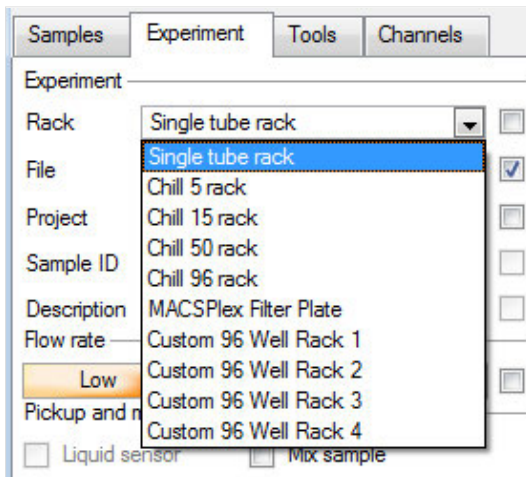 Samples Experiment Tools Channels
Experiment
Rack Single tube rack
Single tube rack
File
Chill 5 rack
Project Chill 15 rack
Chill 50 rack
Sample ID
Chill 96 rack
Description MACSPlex Filter Plate
Flow rate Custom 96 Well Rack 1
Custom 96 Well Rack 2
Low
Custom 96 Well Rack 3
Pickup and
Custom 96 Well Rack 4
Liquid sensor Mix sample